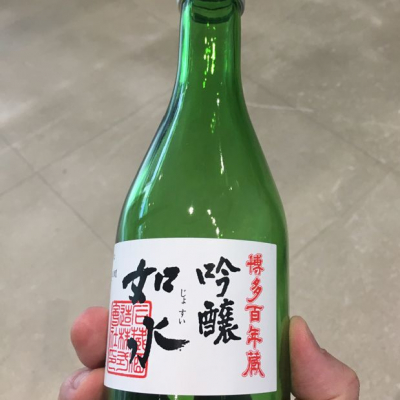 博多百年蔵
吟醸
如水
じょすい